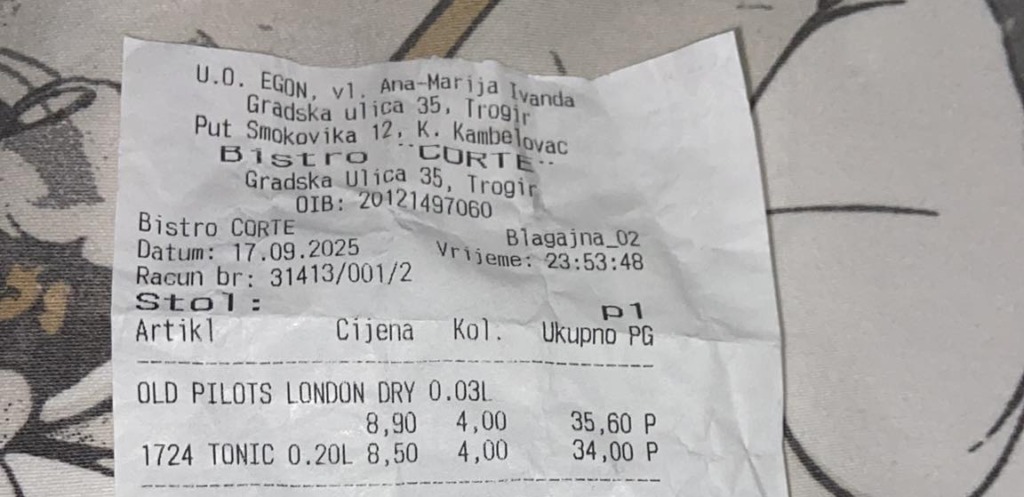 U.O. EGON, vl. Ana-Marija Ivanda
Gradska ulica 35, Trogir
Put Smokovika 12, K. Kambelovac
Bistro ¨CORTE¨
Gradska Ulica 35, Trogir
OIB: 20121497060
Bistro CORTE Blagajna_02
Datum: 17.09.2025 Vrijeme: 23:53:48
Racun br: 31413/001/2
Stol: p1
Artikl Cijena Kol. Ukupno PG
OLD PILOTS LONDON DRY 0.03L
8,90 4,00 35,60 P
1724 TONIC 0.20L 8,50 4,00 34,00 P